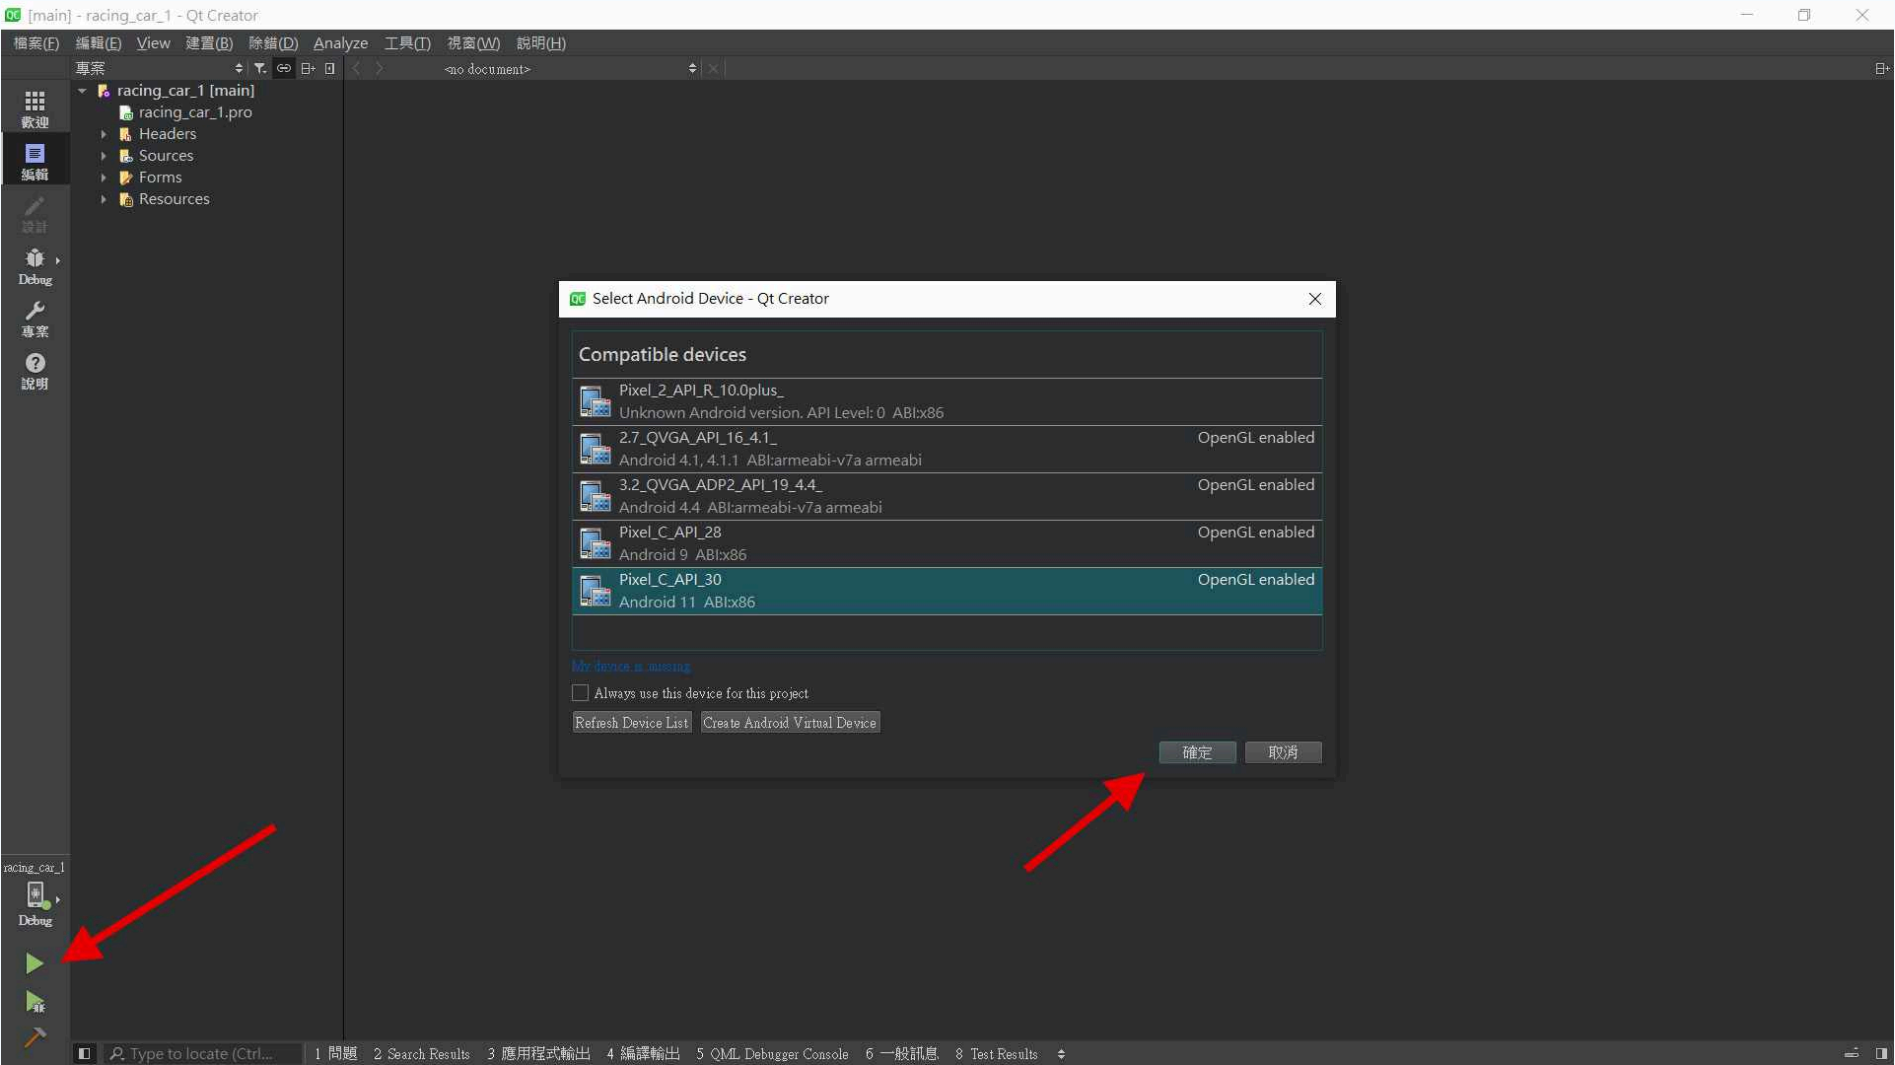 [main] - racing_car_1 - Qt Creator
檔案(F) 編輯(E) View 建置(B) 除錯(D) Analyze 工具(T) 視窗(W) 說明(H)
專案
<no document>
racing_car_1 [main]
racing_car_1.pro
Headers
Sources
Forms
Resources
歡迎
編輯
設計
Debug
專案
說明
Select Android Device - Qt Creator
Compatible devices
Pixel_2_API_R_10.0plus_
Unknown Android version. API Level: 0 ABI:x86
2.7_QVGA_API_16_4.1_ OpenGL enabled
Android 4.1, 4.1.1 ABI:armeabi-v7a armeabi
3.2_QVGA_ADP2_API_19_4.4_ OpenGL enabled
Android 4.4 ABI:armeabi-v7a armeabi
Pixel_C_API_28 OpenGL enabled
Android 9 ABI:x86
Pixel_C_API_30 OpenGL enabled
Android 11 ABI:x86
My device is missing
Always use this device for this project
Refresh Device List Create Android Virtual Device
確定 取消
racing_car_1
Debug
Type to locate (Ctrl... 1 問題 2 Search Results 3 應用程式輸出 4 編譯輸出 5 QML Debugger Console 6 一般訊息 8 Test Results